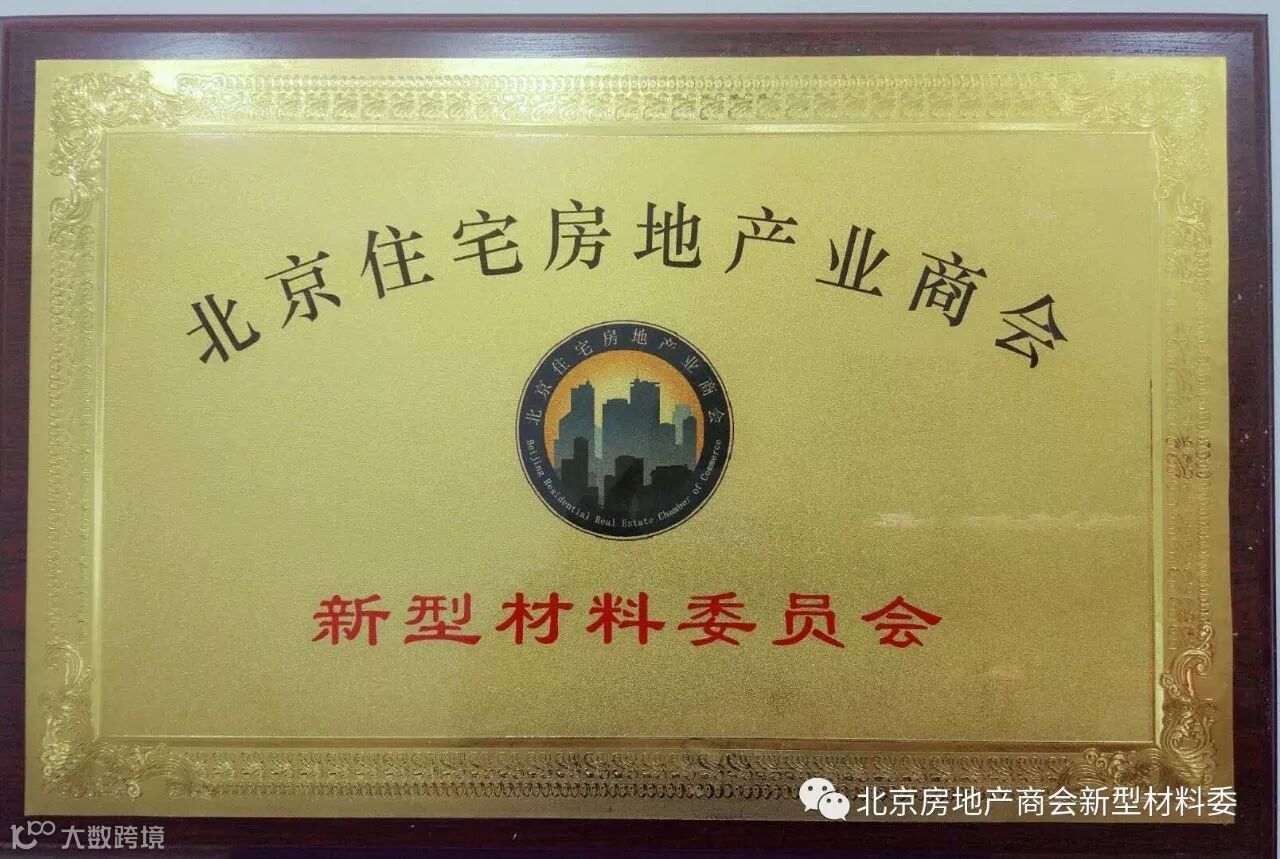 北京住宅房地产业商会
北京住宅房地产业商会
Beijing Residential Real Estate Chamber of Commerce
新型材料委员会
北京房地产商会新型材料委
大数跨境